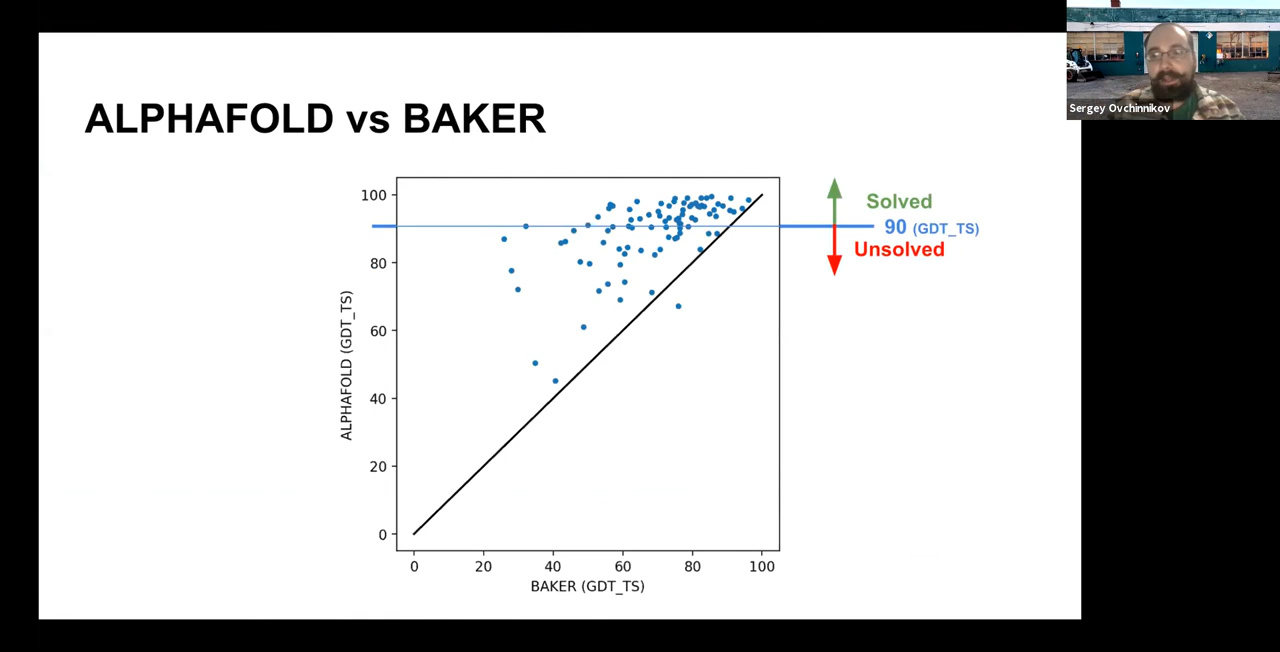 Sergey Ovchinnikov
ALPHAFOLD vs BAKER
100
80
60
40
20
0
ALPHAFOLD (GDT_TS)
0 20 40 60 80 100
BAKER (GDT_TS)
Solved
90 (GDT_TS)
Unsolved